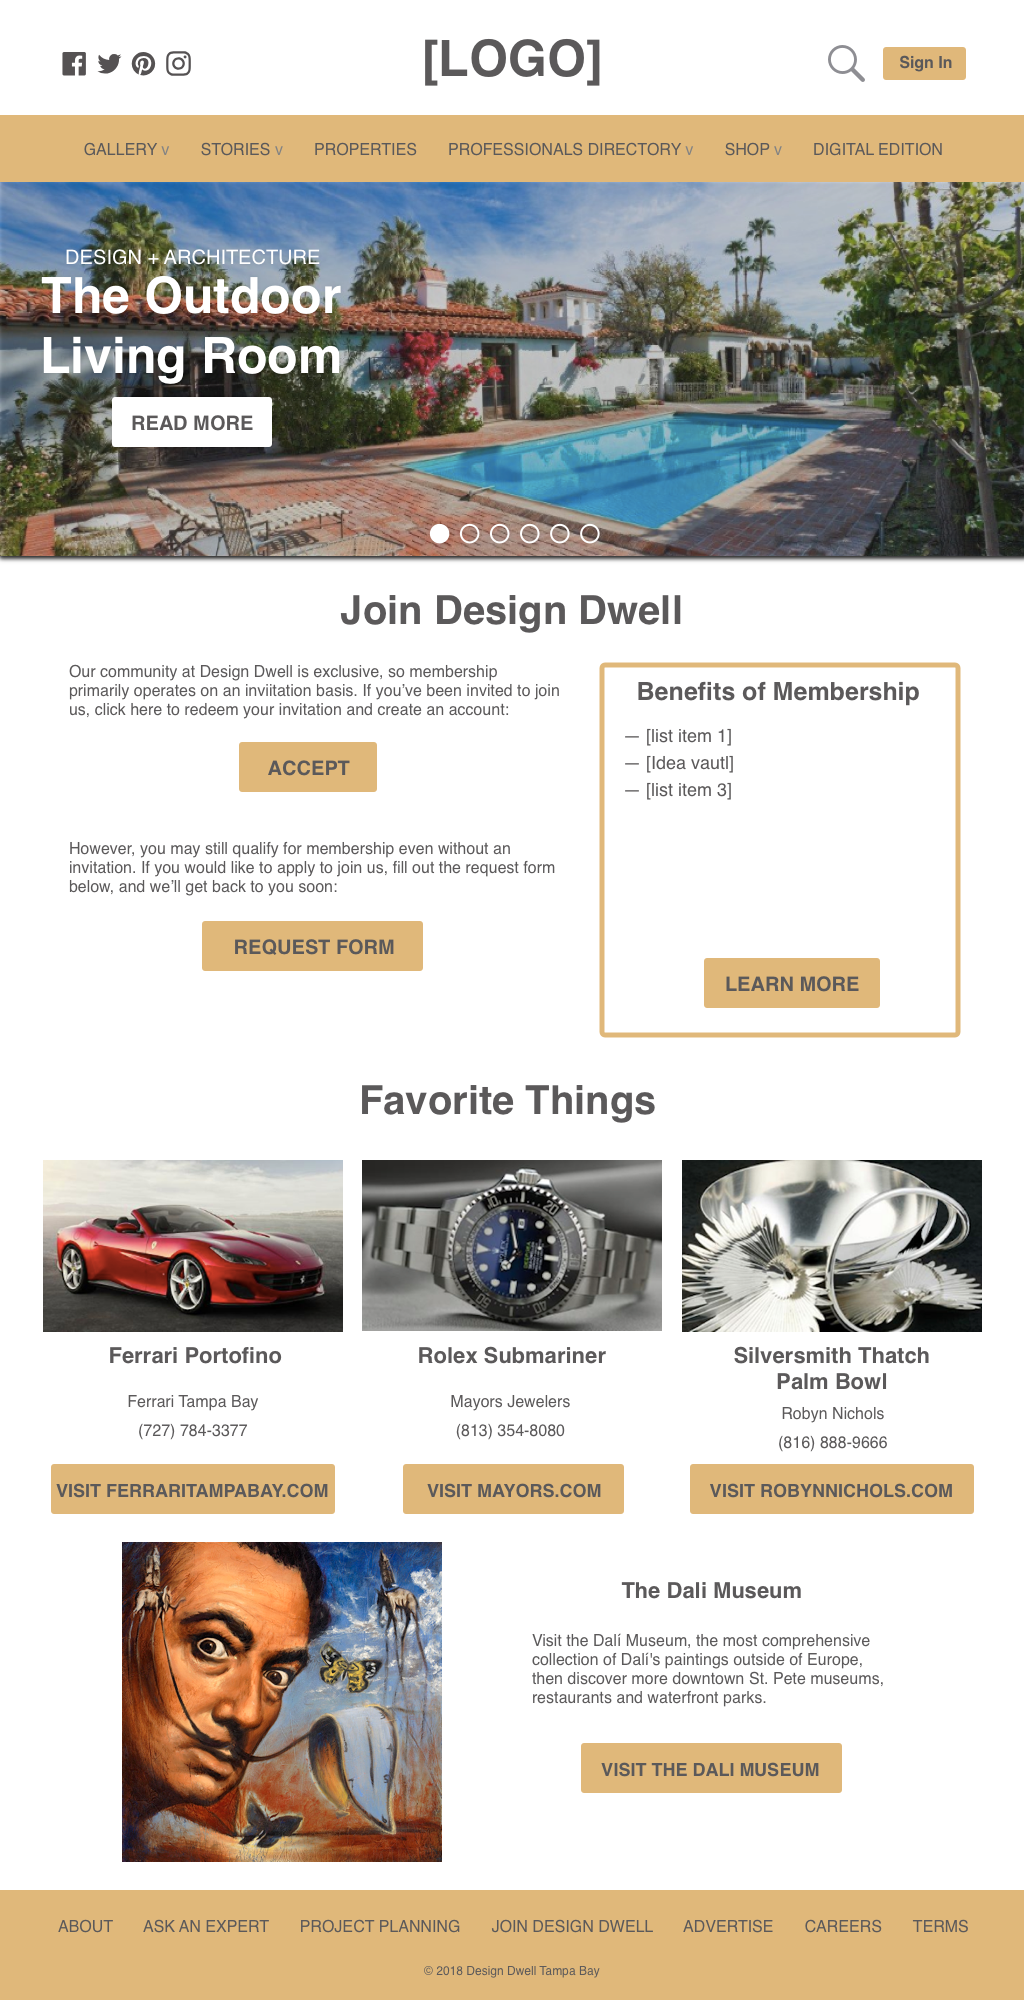 [LOGO]
Sign In
GALLERY v STORIES v PROPERTIES PROFESSIONALS DIRECTORY v SHOP v DIGITAL EDITION
DESIGN + ARCHITECTURE
The Outdoor
Living Room
READ MORE
Join Design Dwell
Our community at Design Dwell is exclusive, so membership
primarily operates on an inviitation basis. If you’ve been invited to join
us, click here to redeem your invitation and create an account:
ACCEPT
However, you may still qualify for membership even without an
invitation. If you would like to apply to join us, fill out the request form
below, and we’ll get back to you soon:
REQUEST FORM
Benefits of Membership
— [list item 1]
— [Idea vautl]
— [list item 3]
LEARN MORE
Favorite Things
Ferrari Portofino
Ferrari Tampa Bay
(727) 784-3377
VISIT FERRARITAMPABAY.COM
10
20
50
40
Rolex Submariner
Mayors Jewelers
(813) 354-8080
VISIT MAYORS.COM
Silversmith Thatch
Palm Bowl
Robyn Nichols
(816) 888-9666
VISIT ROBYNNICHOLS.COM
The Dali Museum
Visit the Dalí Museum, the most comprehensive
collection of Dalí's paintings outside of Europe,
then discover more downtown St. Pete museums,
restaurants and waterfront parks.
VISIT THE DALI MUSEUM
ABOUT ASK AN EXPERT PROJECT PLANNING JOIN DESIGN DWELL ADVERTISE CAREERS TERMS
© 2018 Design Dwell Tampa Bay